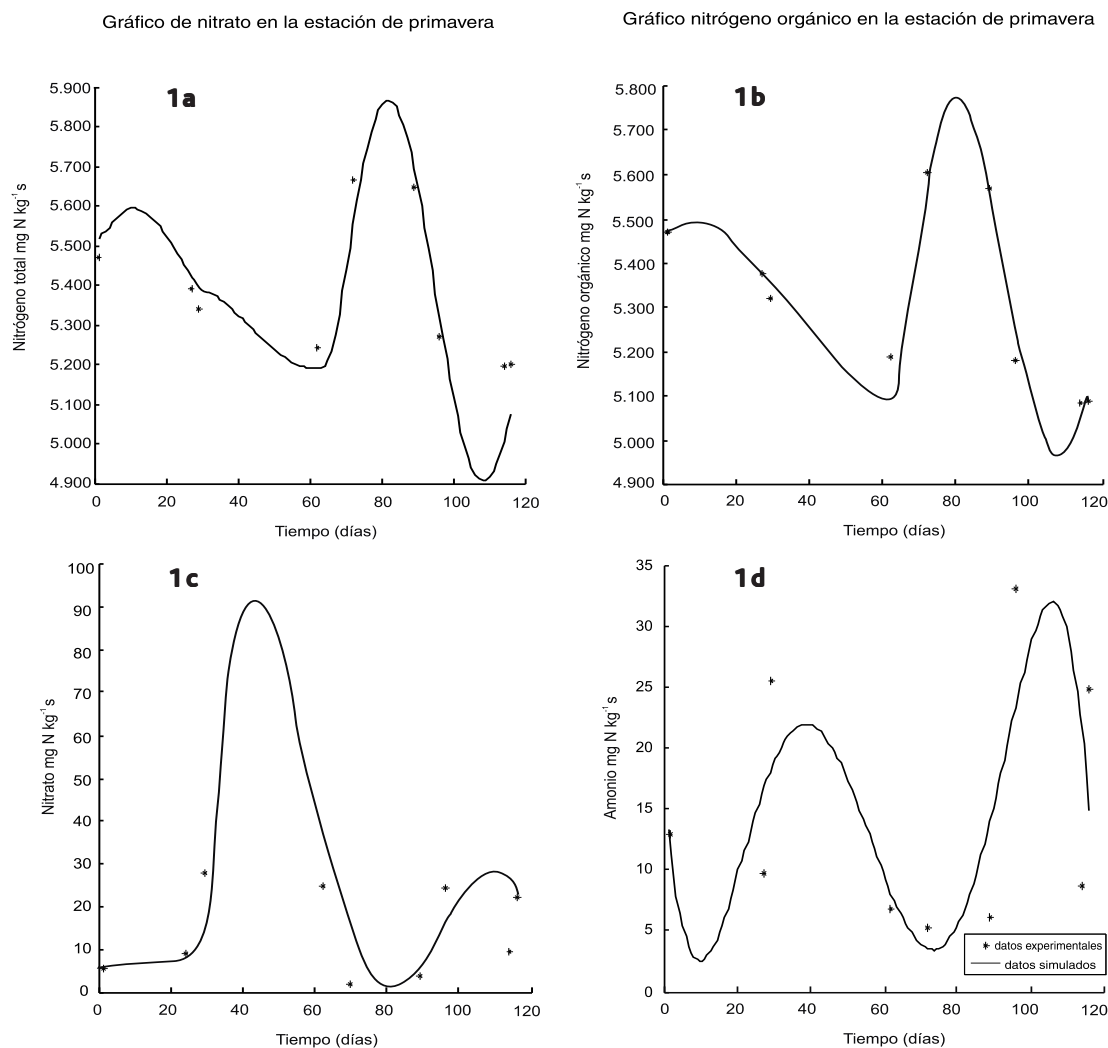 Gráfico de nitrato en la estación de primavera
Gráfico nitrógeno orgánico en la estación de primavera
1a
5.900
5.800
5.700
5.600
5.500
5.400
5.300
5.200
5.100
5.000
4.900
Nitrógeno total mg N kg⁻¹ s
0 20 40 60 80 100 120
Tiempo (días)
1b
5.800
5.700
5.600
5.500
5.400
5.300
5.200
5.100
5.000
4.900
Nitrógeno orgánico mg N kg⁻¹ s
0 20 40 60 80 100 120
Tiempo (días)
1c
100
90
80
70
60
50
40
30
20
10
0
Nitrato mg N kg⁻¹ s
0 20 40 60 80 100 120
Tiempo (días)
1d
35
30
25
20
15
10
5
0
Amonio mg N kg⁻¹ s
0 20 40 60 80 100 120
Tiempo (días)
datos experimentales
datos simulados